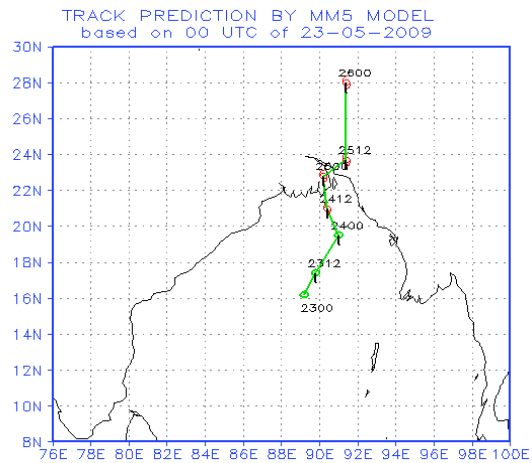 TRACK PREDICTION BY MM5 MODEL
based on 00 UTC of 23-05-2009
30N
28N
26N
24N
22N
20N
18N
16N
14N
12N
10N
8N
2600
2512
2400
2312
2300
76E 78E 80E 82E 84E 86E 88E 90E 92E 94E 96E 98E 100E